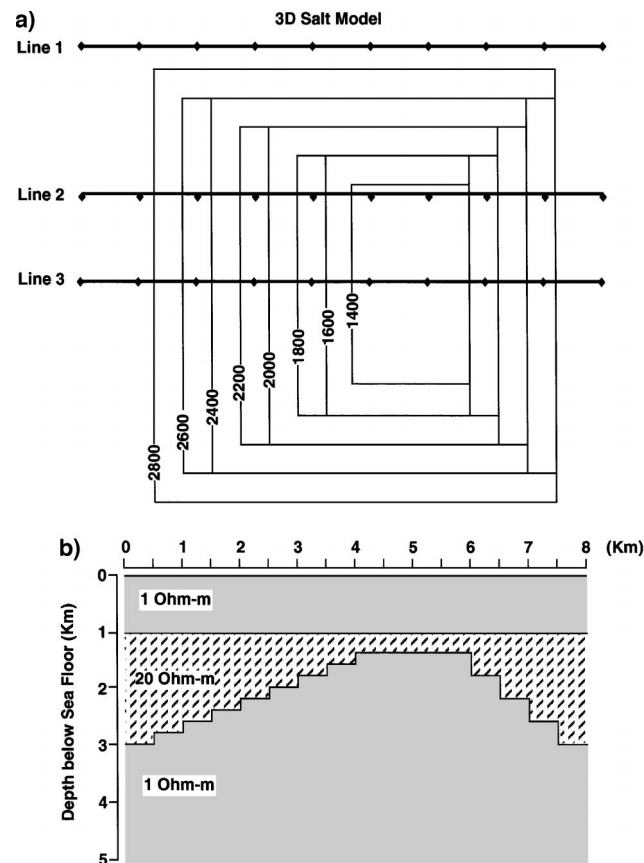 a)
3D Salt Model
Line 1
Line 2
Line 3
2800
2600
2400
2200
2000
1800
1600
1400
b)
0 1 2 3 4 5 6 7 8 (Km)
Depth below Sea Floor (Km)
0
1
2
3
4
5
1 Ohm-m
20 Ohm-m
1 Ohm-m